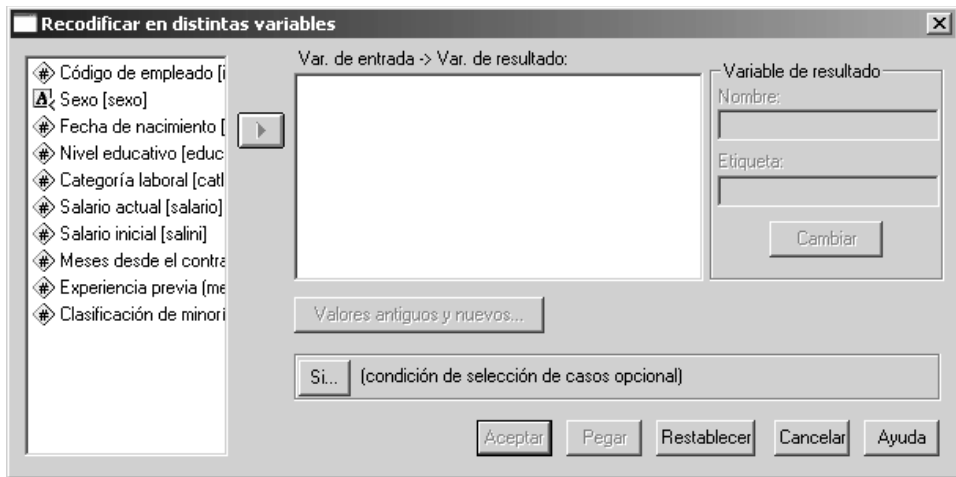 Recodificar en distintas variables
Código de empleado [i
Sexo [sexo]
Fecha de nacimiento [
Nivel educativo [educ
Categoría laboral [catl
Salario actual [salario]
Salario inicial [salini]
Meses desde el contra
Experiencia previa (me
Clasificación de minorí
Var. de entrada -> Var. de resultado:
Variable de resultado
Nombre:
Etiqueta:
Cambiar
Valores antiguos y nuevos...
Si...
(condición de selección de casos opcional)
Aceptar
Pegar
Restablecer
Cancelar
Ayuda